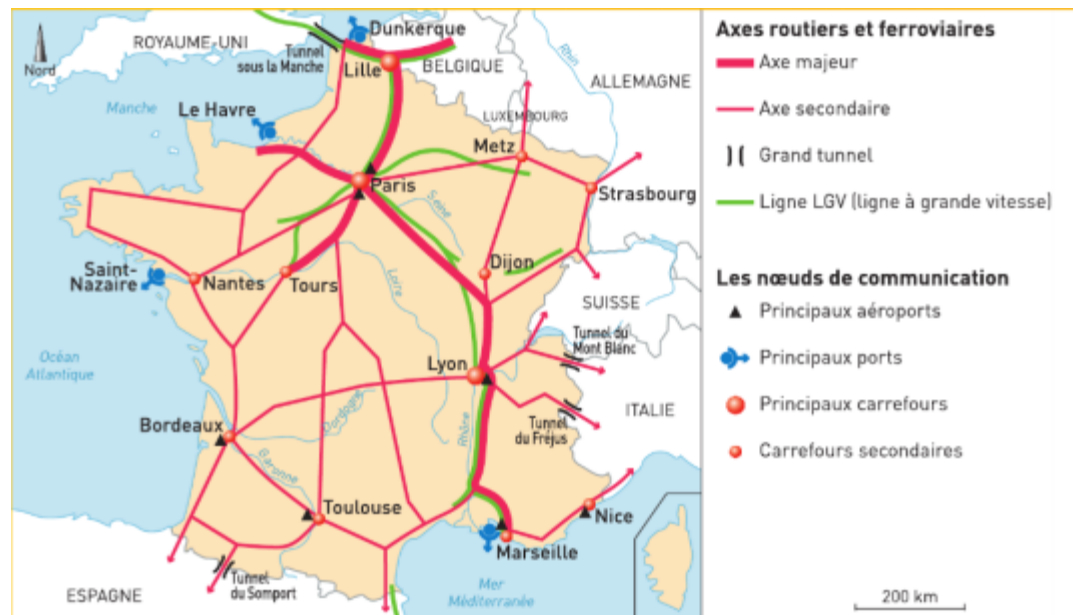 ROYAUME-UNI
Nord
Tunnel
sous la Manche
Dunkerque
Lille
BELGIQUE
Rhin
ALLEMAGNE
Manche
Le Havre
LUXEMBOURG
Metz
Paris
Strasbourg
Seine
Saint-
Nazaire
Nantes
Tours
Loire
Dijon
SUISSE
Océan
Atlantique
Lyon
Tunnel du
Mont Blanc
ITALIE
Tunnel
du Fréjus
Dordogne
Rhône
Bordeaux
Garonne
Toulouse
Nice
Marseille
ESPAGNE
Tunnel
du Somport
Mer
Méditerranée
Axes routiers et ferroviaires
Axe majeur
Axe secondaire
Grand tunnel
Ligne LGV (ligne à grande vitesse)
Les nœuds de communication
Principaux aéroports
Principaux ports
Principaux carrefours
Carrefours secondaires
200 km